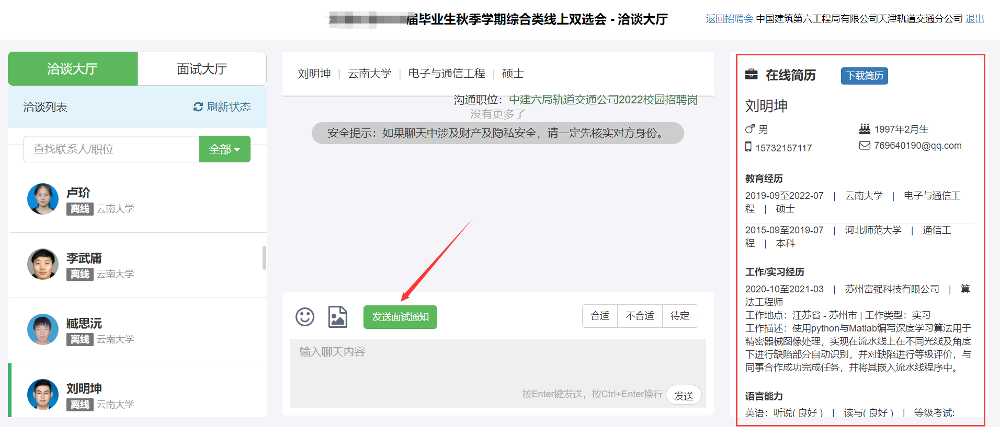 届毕业生秋季学期综合类线上双选会 - 洽谈大厅
返回招聘会 中国建筑第六工程局有限公司天津轨道交通分公司 退出
洽谈大厅 面试大厅
洽谈列表 刷新状态
查找联系人/职位 全部
卢玠
离线 云南大学
李武庸
离线 云南大学
臧思沅
离线 云南大学
刘明坤
离线 云南大学
刘明坤 | 云南大学 | 电子与通信工程 | 硕士
沟通职位：中建六局轨道交通公司2022校园招聘岗
没有更多了
安全提示：如果聊天中涉及财产及隐私安全，请一定先核实对方身份。
发送面试通知 合适 不合适 待定
输入聊天内容
按Enter键发送，按Ctrl+Enter换行 发送
在线简历 下载简历
刘明坤
男 1997年2月生
15732157117 769640190@qq.com
教育经历
2019-09至2022-07 | 云南大学 | 电子与通信工
程 | 硕士
2015-09至2019-07 | 河北师范大学 | 通信工
程 | 本科
工作/实习经历
2020-10至2021-03 | 苏州富强科技有限公司 | 算
法工程师
工作地点：江苏省 - 苏州市 | 工作类型：实习
工作描述：使用python与Matlab编写深度学习算法用于
精密器械图像处理，实现在流水线上在不同光线及角度
下进行缺陷部分自动识别，并对缺陷进行等级评价，与
同事合作成功完成任务，并将其嵌入流水线程序中。
语言能力
英语：听说( 良好 ) | 读写( 良好 ) | 等级考试: